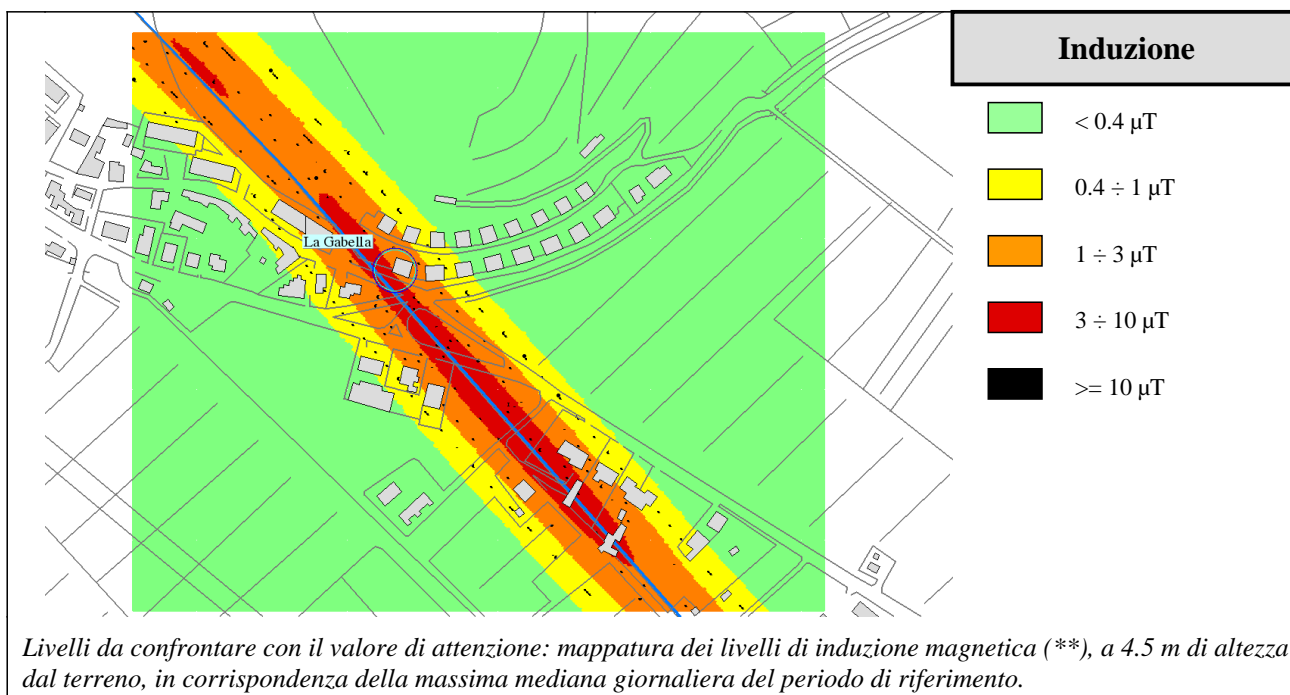 Induzione
< 0.4 µT
0.4 ÷ 1 µT
1 ÷ 3 µT
3 ÷ 10 µT
>= 10 µT
La Gabella
Livelli da confrontare con il valore di attenzione: mappatura dei livelli di induzione magnetica (**), a 4.5 m di altezza
dal terreno, in corrispondenza della massima mediana giornaliera del periodo di riferimento.